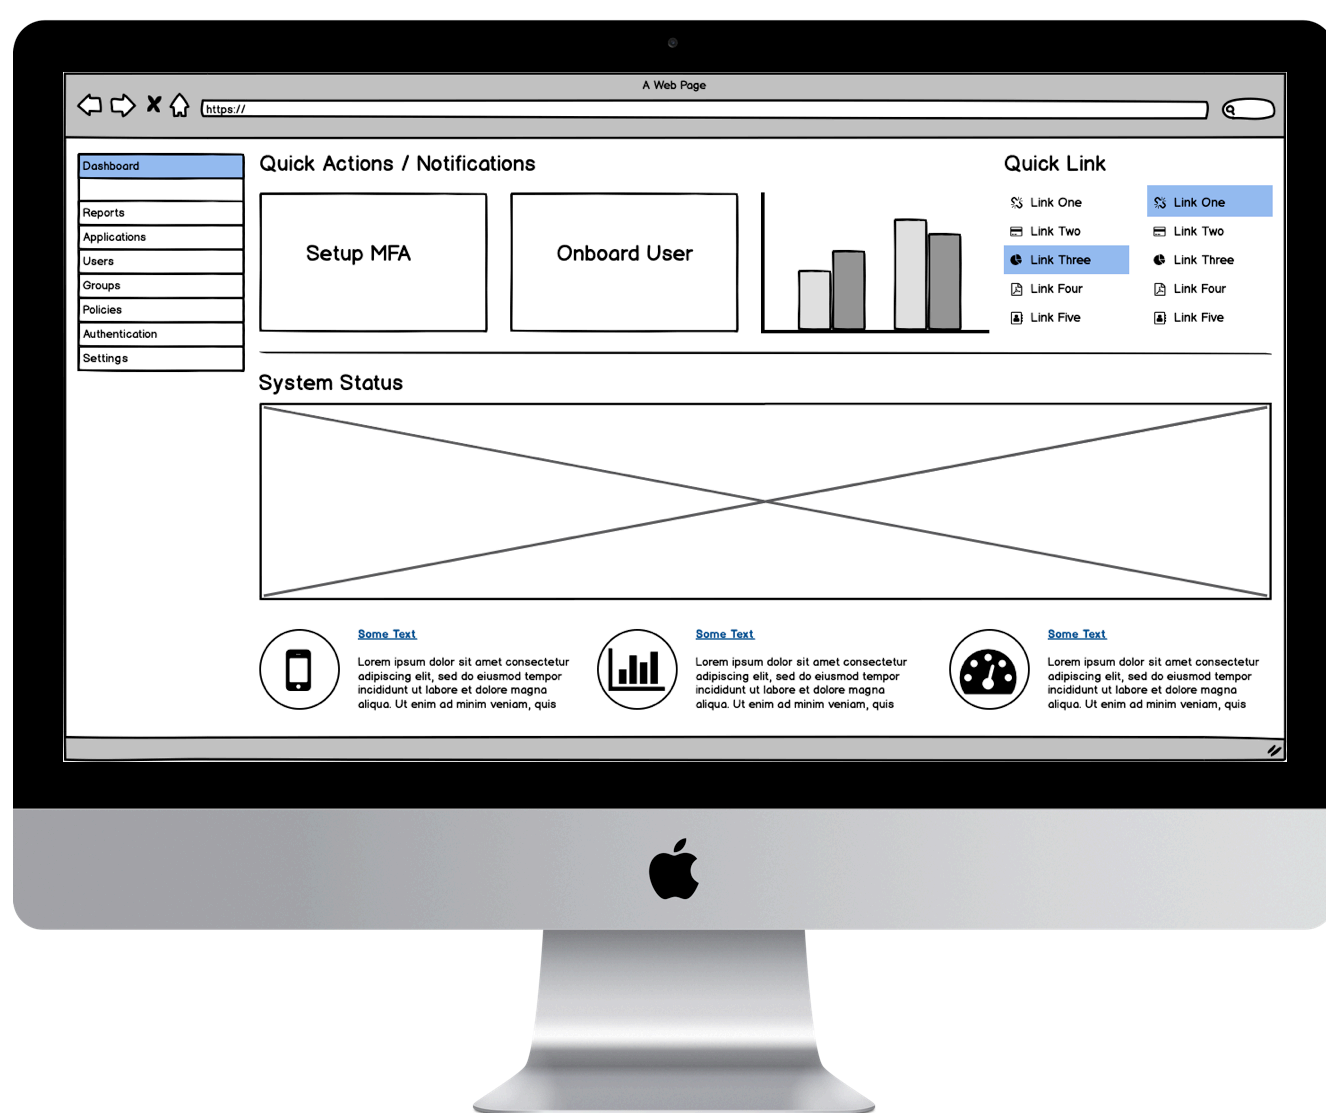 A Web Page
https://
Dashboard
Reports
Applications
Users
Groups
Policies
Authentication
Settings
Quick Actions / Notifications
Setup MFA
Onboard User
Quick Link
Link One
Link Two
Link Three
Link Four
Link Five
Link One
Link Two
Link Three
Link Four
Link Five
System Status
Some Text
Lorem ipsum dolor sit amet consectetur
adipiscing elit, sed do eiusmod tempor
incididunt ut labore et dolore magna
aliqua. Ut enim ad minim veniam, quis
Some Text
Lorem ipsum dolor sit amet consectetur
adipiscing elit, sed do eiusmod tempor
incididunt ut labore et dolore magna
aliqua. Ut enim ad minim veniam, quis
Some Text
Lorem ipsum dolor sit amet consectetur
adipiscing elit, sed do eiusmod tempor
incididunt ut labore et dolore magna
aliqua. Ut enim ad minim veniam, quis